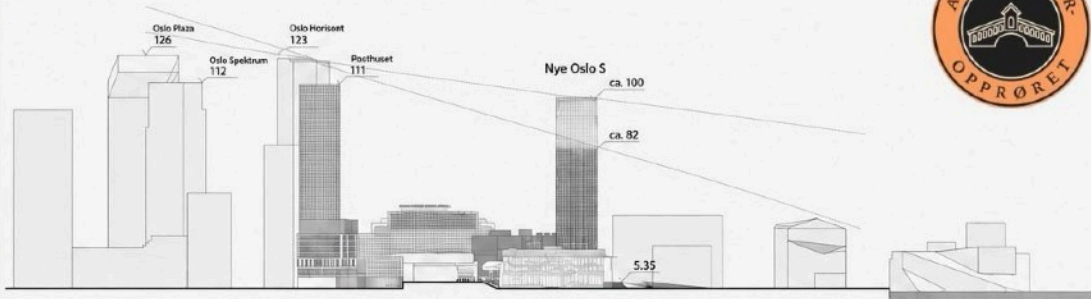 Oslo Plaza
126
Oslo Spektrum
112
Oslo Horisont
123
Posthuset
111
Nye Oslo S
ca. 100
ca. 82
5.35
OPPRØRET